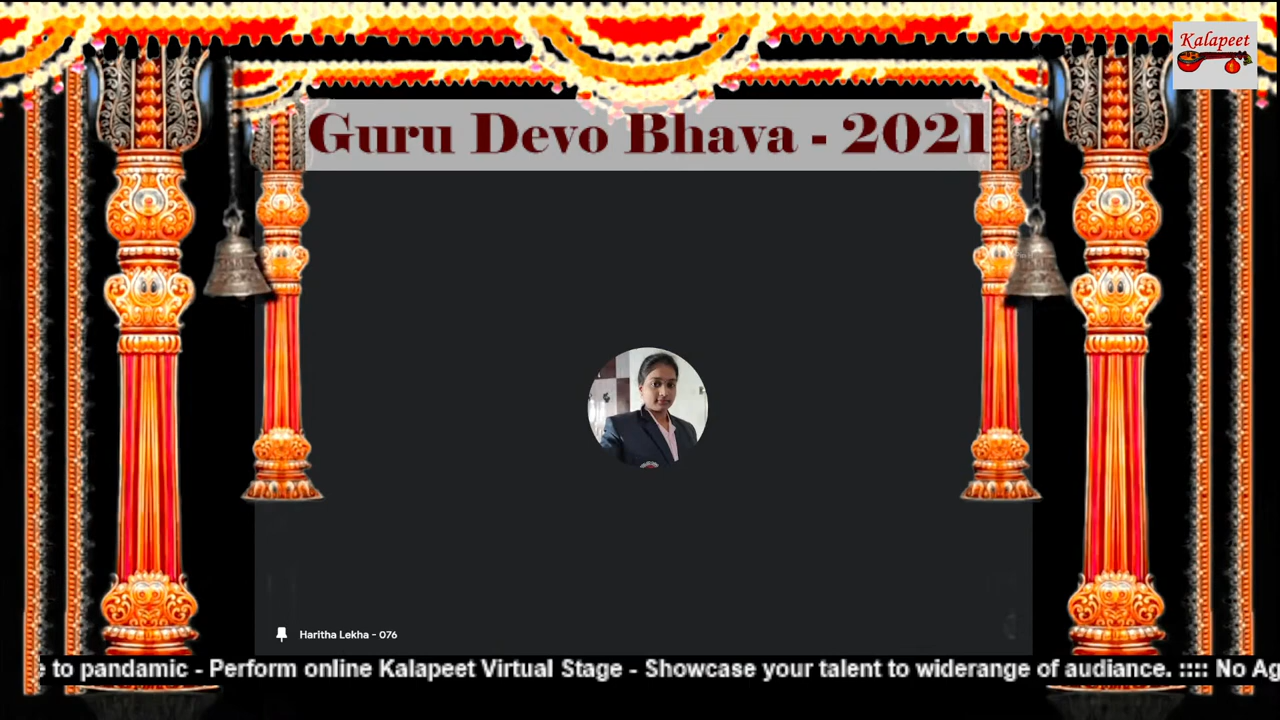 Kalapeet
Guru Devo Bhava - 2021
Haritha Lekha - 076
e to pandamic - Perform online Kalapeet Virtual Stage - Showcase your talent to widerange of audiance. :::: No Ag